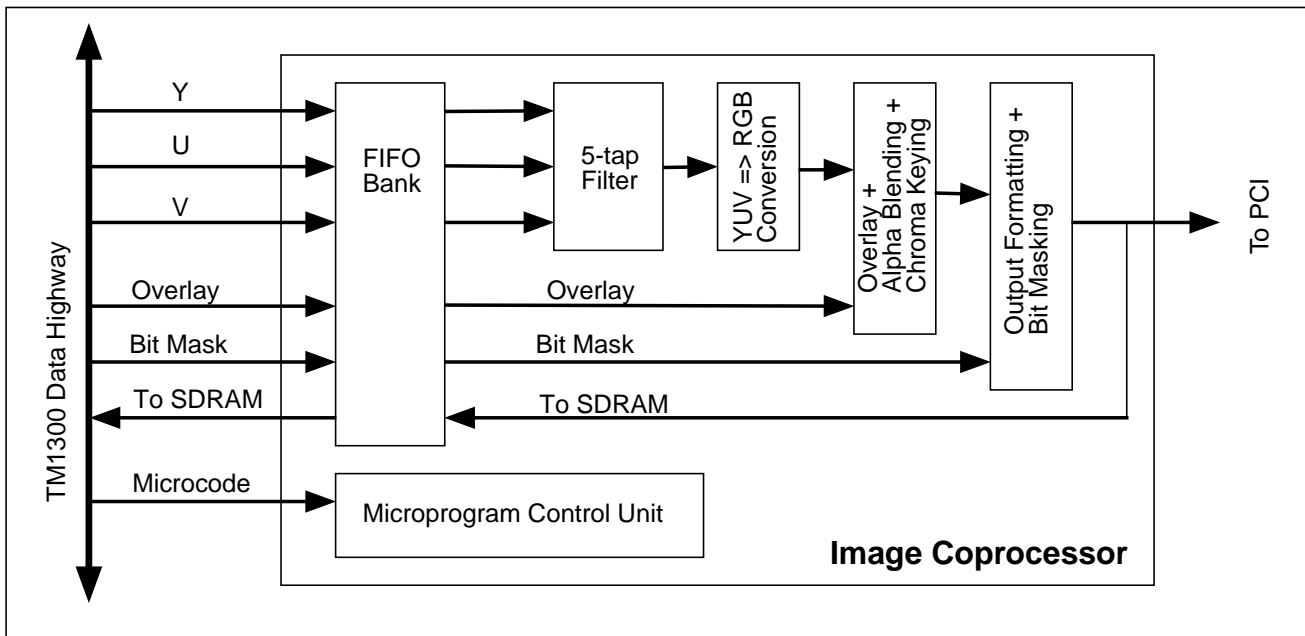 TM1300 Data Highway
Y
U
V
Overlay
Bit Mask
To SDRAM
Microcode
FIFO
Bank
5-tap
Filter
YUV => RGB
Conversion
Overlay +
Alpha Blending +
Chroma Keying
Output Formatting +
Bit Masking
To PCI
Overlay
Bit Mask
To SDRAM
Microprogram Control Unit
Image Coprocessor